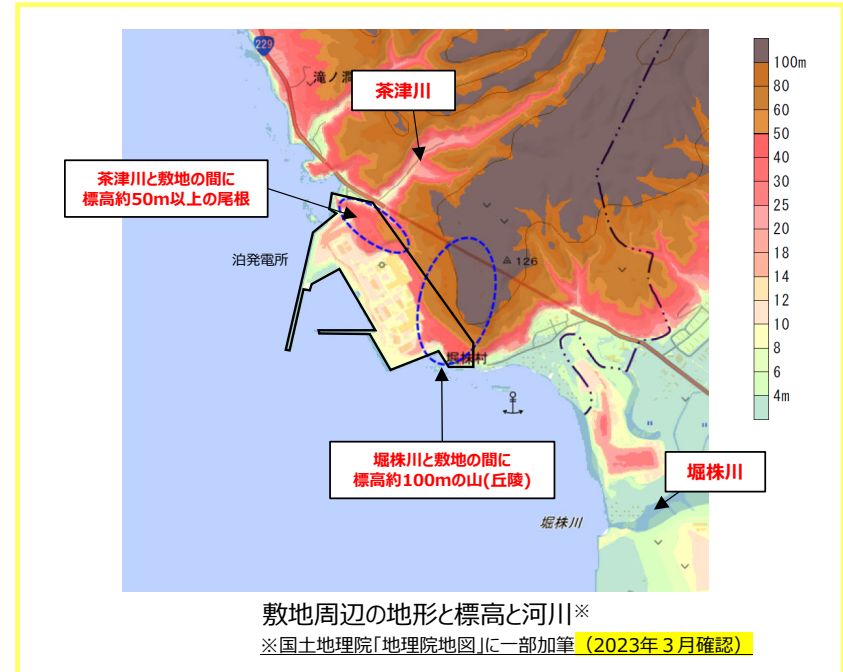 229
滝ノ澗
茶津川
茶津川と敷地の間に
標高約50m以上の尾根
泊発電所
126
堀株村
堀株川と敷地の間に
標高約100mの山(丘陵)
堀株川
堀株川
100m
80
60
50
40
30
25
20
18
14
12
10
8
6
4m
敷地周辺の地形と標高と河川※
※国土地理院「地理院地図」に一部加筆（2023年３月確認）